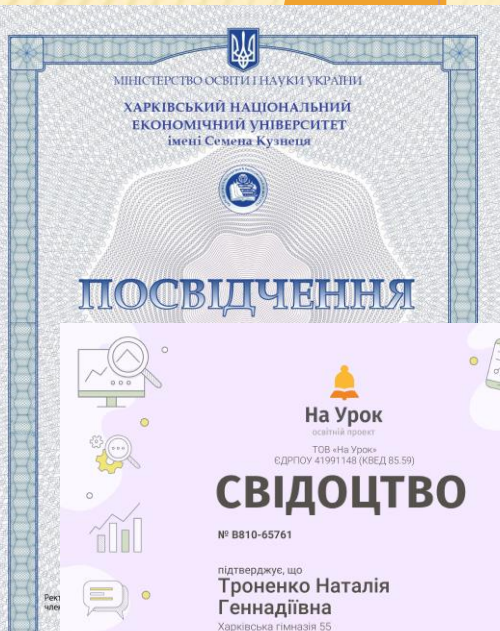 МІНІСТЕРСТВО ОСВІТИ І НАУКИ УКРАЇНИ
ХАРКІВСЬКИЙ НАЦІОНАЛЬНИЙ
ЕКОНОМІЧНИЙ УНІВЕРСИТЕТ
імені Семена Кузнеця
ПОСВІДЧЕННЯ
На Урок
освітній проект
ТОВ «На Урок»
ЄДРПОУ 41991148 (КВЕД 85.59)
СВІДОЦТВО
№ В810-65761
підтверджує, що
Троненко Наталія
Геннадіївна
Харківська гімназія 55